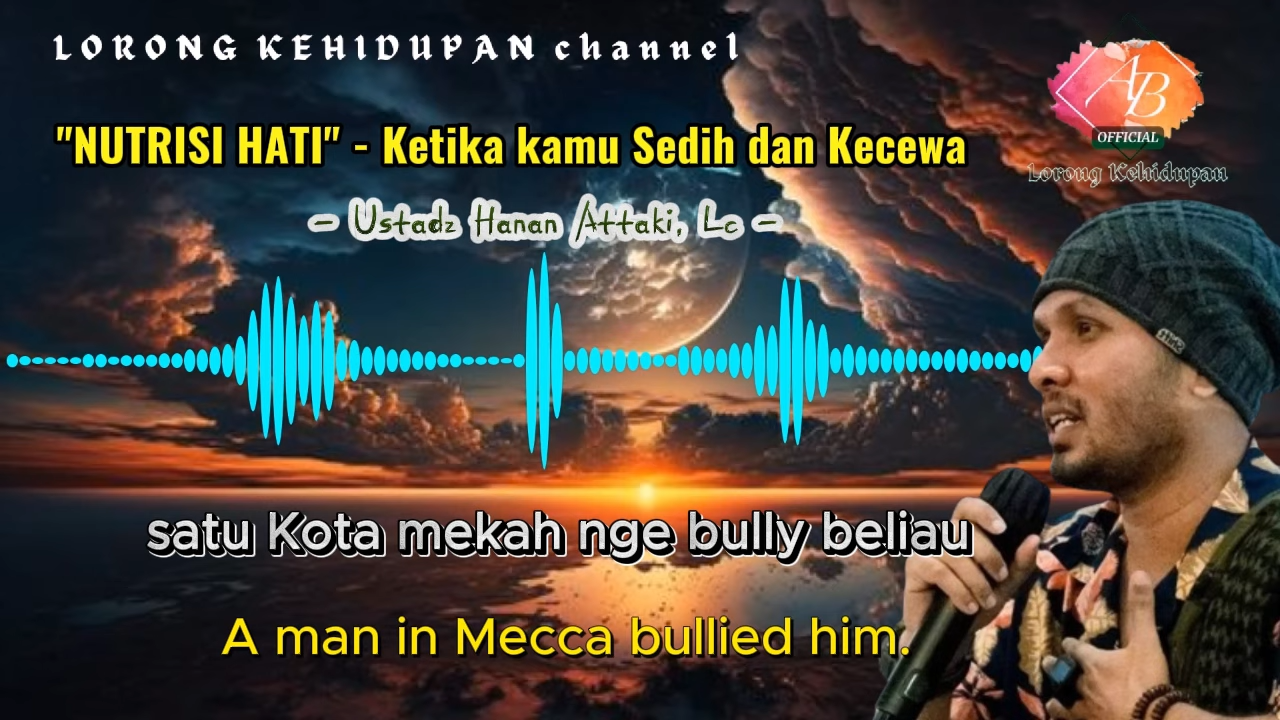 LORONG KEHIDUPAN channel
AB
OFFICIAL
Lorong Kehidupan
"NUTRISI HATI" - Ketika kamu Sedih dan Kecewa
- Ustadz Hanan Attaki, Lc -
satu Kota mekah nge bully beliau
A man in Mecca bullied him.